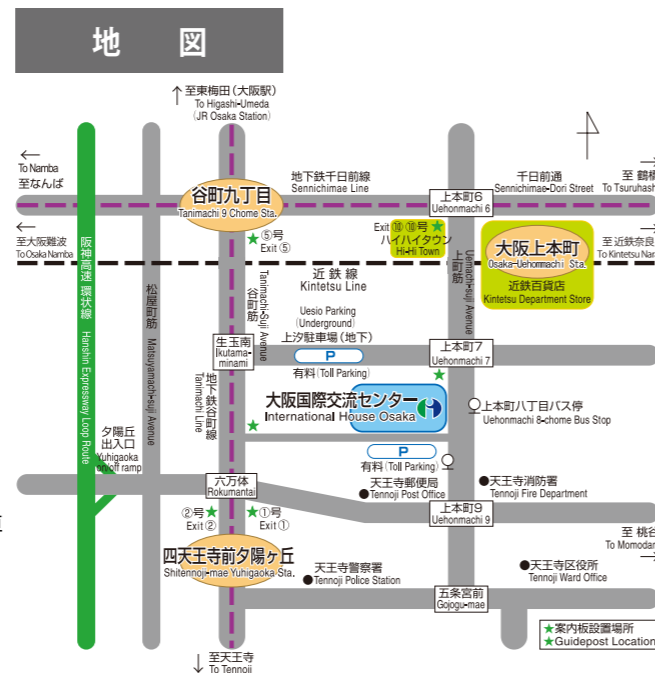 地 図
↑ 至東梅田(大阪駅)
To Higashi-Umeda
(JR Osaka Station)
←
To Namba
至なんば
谷町九丁目
Tanimachi 9 Chome Sta.
地下鉄千日前線
Sennichimae Line
上本町6
Uehonmachi 6
千日前通
Sennichimae-Dori Street
→
至 鶴橋
To Tsuruhash
★⑤号
Exit ⑤
Exit ⑩ ⑩号 ★
ハイハイタウン
Hi-Hi Town
大阪上本町
Osaka-Uehonmachi Sta.
近鉄百貨店
Kintetsu Department Store
←
至大阪難波
To Osaka Namba
→
至 近鉄奈良
To Kintetsu Nar
近 鉄 線
Kintetsu Line
阪神高速 環状線
Hanshin Expressway Loop Route
松屋町筋
Matsuyamachi-suji Avenue
谷町筋
Tanimachi-Suji Avenue
上町筋
Uemachi-suji Avenue
Uesio Parking
(Underground)
上汐駐車場(地下)
P
有料(Toll Parking)
生玉南
Ikutama-
minami
上本町7
Uehonmachi 7
★
地下鉄谷町線
Tanimachi Line
大阪国際交流センター
International House Osaka
★
上本町八丁目バス停
Uehonmachi 8-chome Bus Stop
P
有料(Toll Parking)
夕陽丘
出入口
Yuhigaoka
on/off ramp
六万体
Rokumantai
天王寺郵便局
●Tennoji Post Office
●天王寺消防署
Tennoji Fire Department
②号★
Exit ②
★①号
Exit ①
上本町9
Uehonmachi 9
→
至 桃谷
To Momodani
四天王寺前夕陽ヶ丘
Shitennoji-mae Yuhigaoka Sta.
天王寺警察署
●Tennoji Police Station
●天王寺区役所
Tennoji Ward Office
五条宮前
Gojogu-mae
★案内板設置場所
★Guidepost Location
↓ 至天王寺
To Tennoji